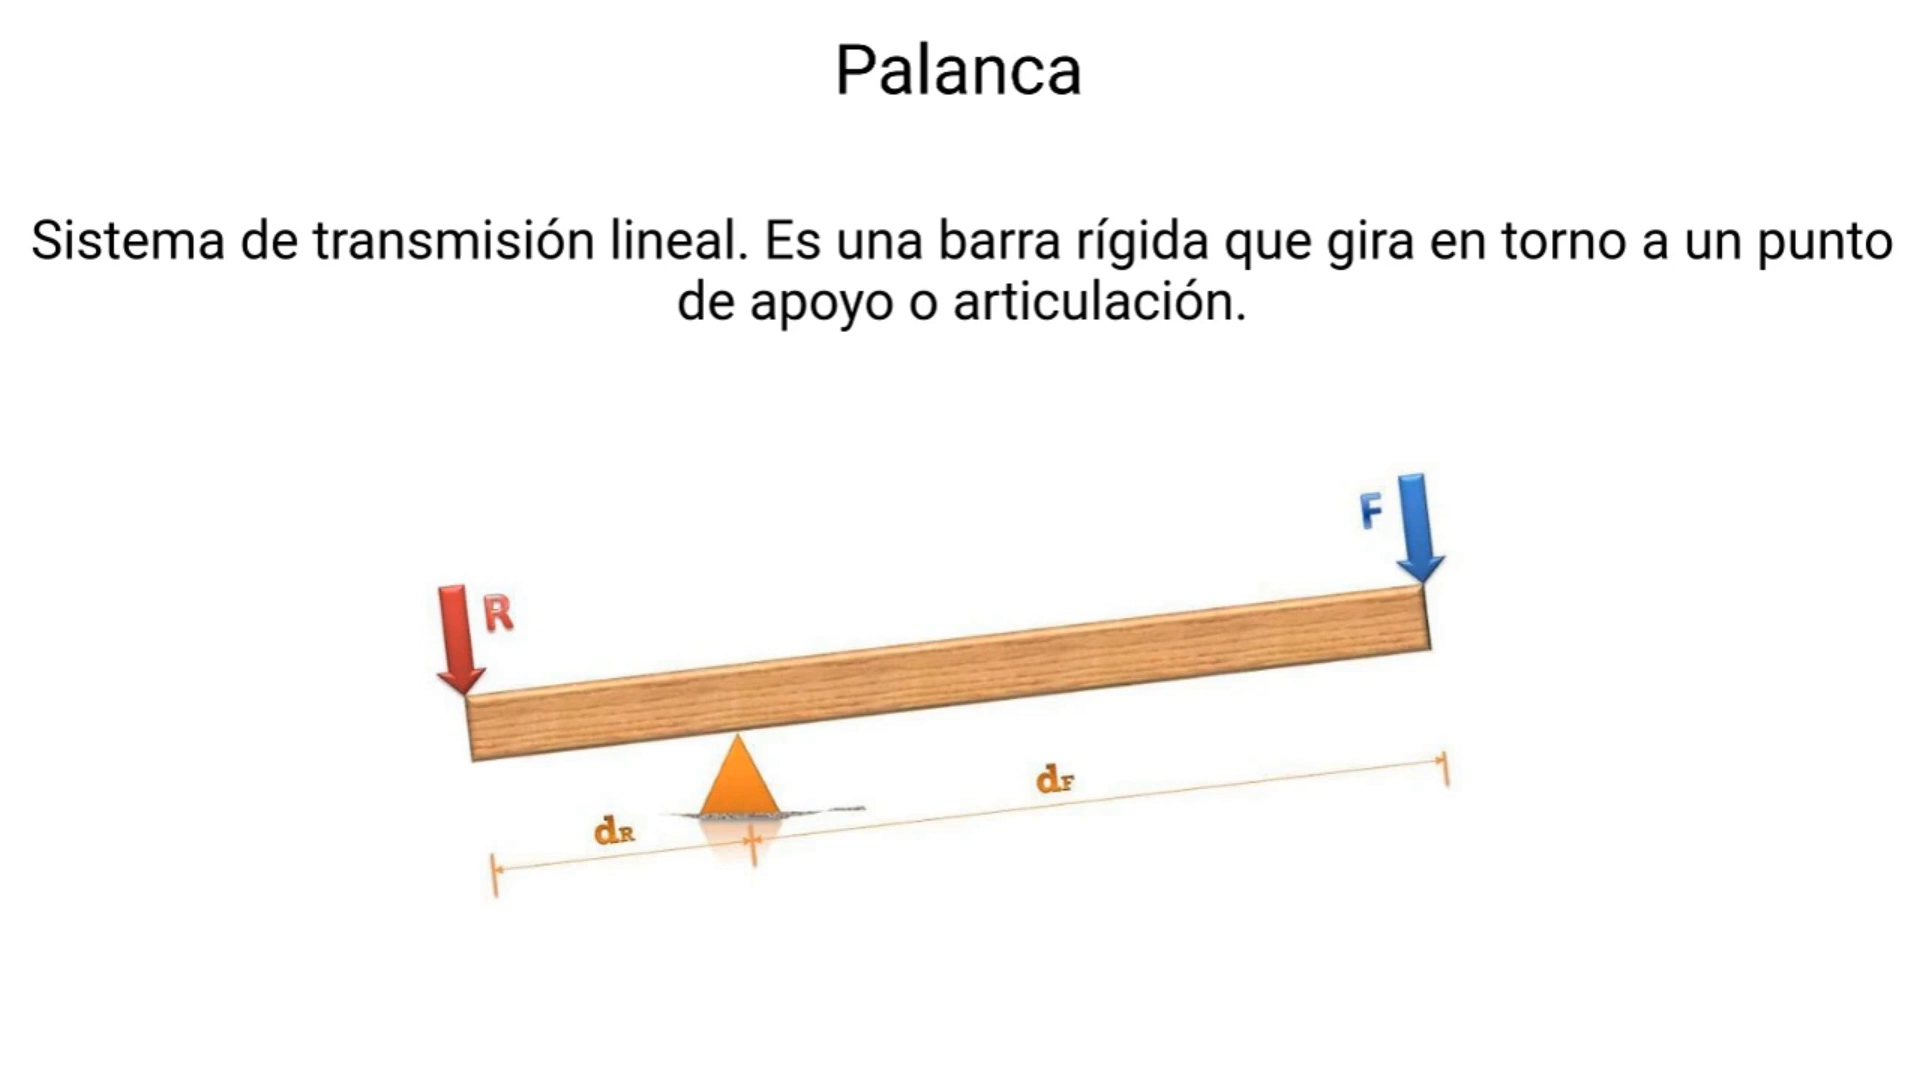 Palanca
Sistema de transmisión lineal. Es una barra rígida que gira en torno a un punto
de apoyo o articulación.
F
R
dF
dR